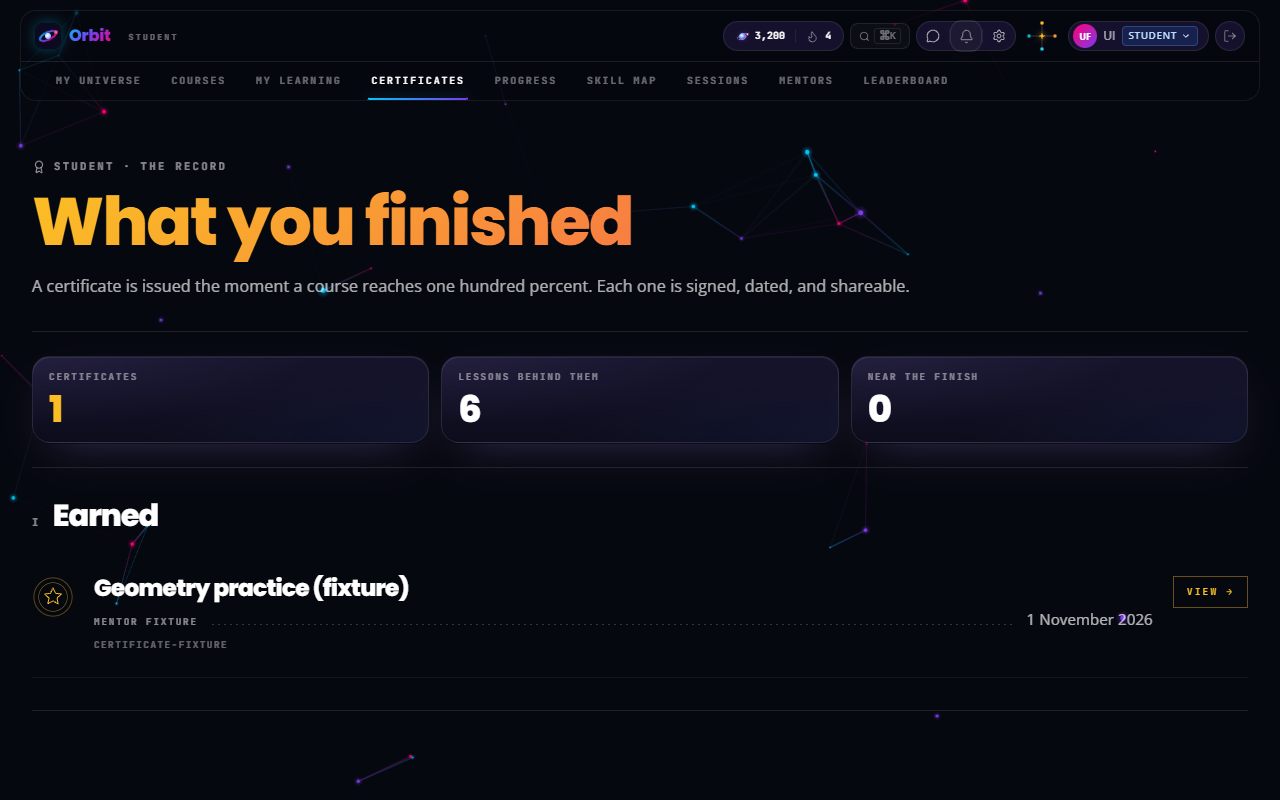 Orbit STUDENT 3,200 4 ⌘K UF UI STUDENT
MY UNIVERSE COURSES MY LEARNING CERTIFICATES PROGRESS SKILL MAP SESSIONS MENTORS LEADERBOARD
STUDENT · THE RECORD
What you finished
A certificate is issued the moment a course reaches one hundred percent. Each one is signed, dated, and shareable.
CERTIFICATES LESSONS BEHIND THEM NEAR THE FINISH
1 6 0
I Earned
Geometry practice (fixture) VIEW →
MENTOR FIXTURE 1 November 2026
CERTIFICATE-FIXTURE